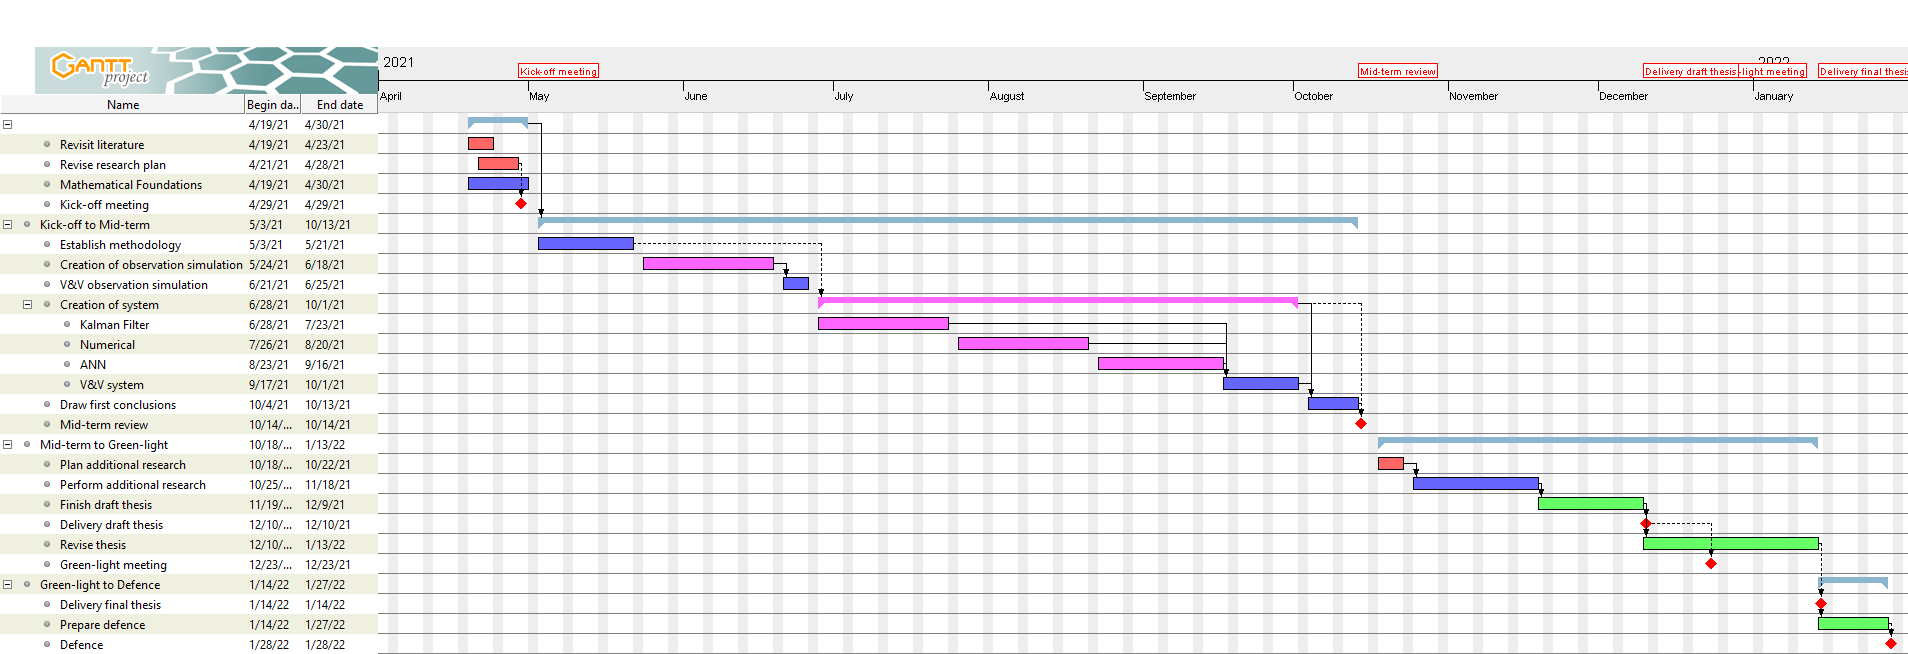 GANTT
project
2021
2022
Kick-off meeting
Mid-term review
Delivery draft thesis
-light meeting
Delivery final thesis
April
May
June
July
August
September
October
November
December
January
Name Begin da.. End date
4/19/21 4/30/21
Revisit literature 4/19/21 4/23/21
Revise research plan 4/21/21 4/28/21
Mathematical Foundations 4/19/21 4/30/21
Kick-off meeting 4/29/21 4/29/21
Kick-off to Mid-term 5/3/21 10/13/21
Establish methodology 5/3/21 5/21/21
Creation of observation simulation 5/24/21 6/18/21
V&V observation simulation 6/21/21 6/25/21
Creation of system 6/28/21 10/1/21
Kalman Filter 6/28/21 7/23/21
Numerical 7/26/21 8/20/21
ANN 8/23/21 9/16/21
V&V system 9/17/21 10/1/21
Draw first conclusions 10/4/21 10/13/21
Mid-term review 10/14/... 10/14/21
Mid-term to Green-light 10/18/... 1/13/22
Plan additional research 10/18/... 10/22/21
Perform additional research 10/25/... 11/18/21
Finish draft thesis 11/19/... 12/9/21
Delivery draft thesis 12/10/... 12/10/21
Revise thesis 12/10/... 1/13/22
Green-light meeting 12/23/... 12/23/21
Green-light to Defence 1/14/22 1/27/22
Delivery final thesis 1/14/22 1/14/22
Prepare defence 1/14/22 1/27/22
Defence 1/28/22 1/28/22